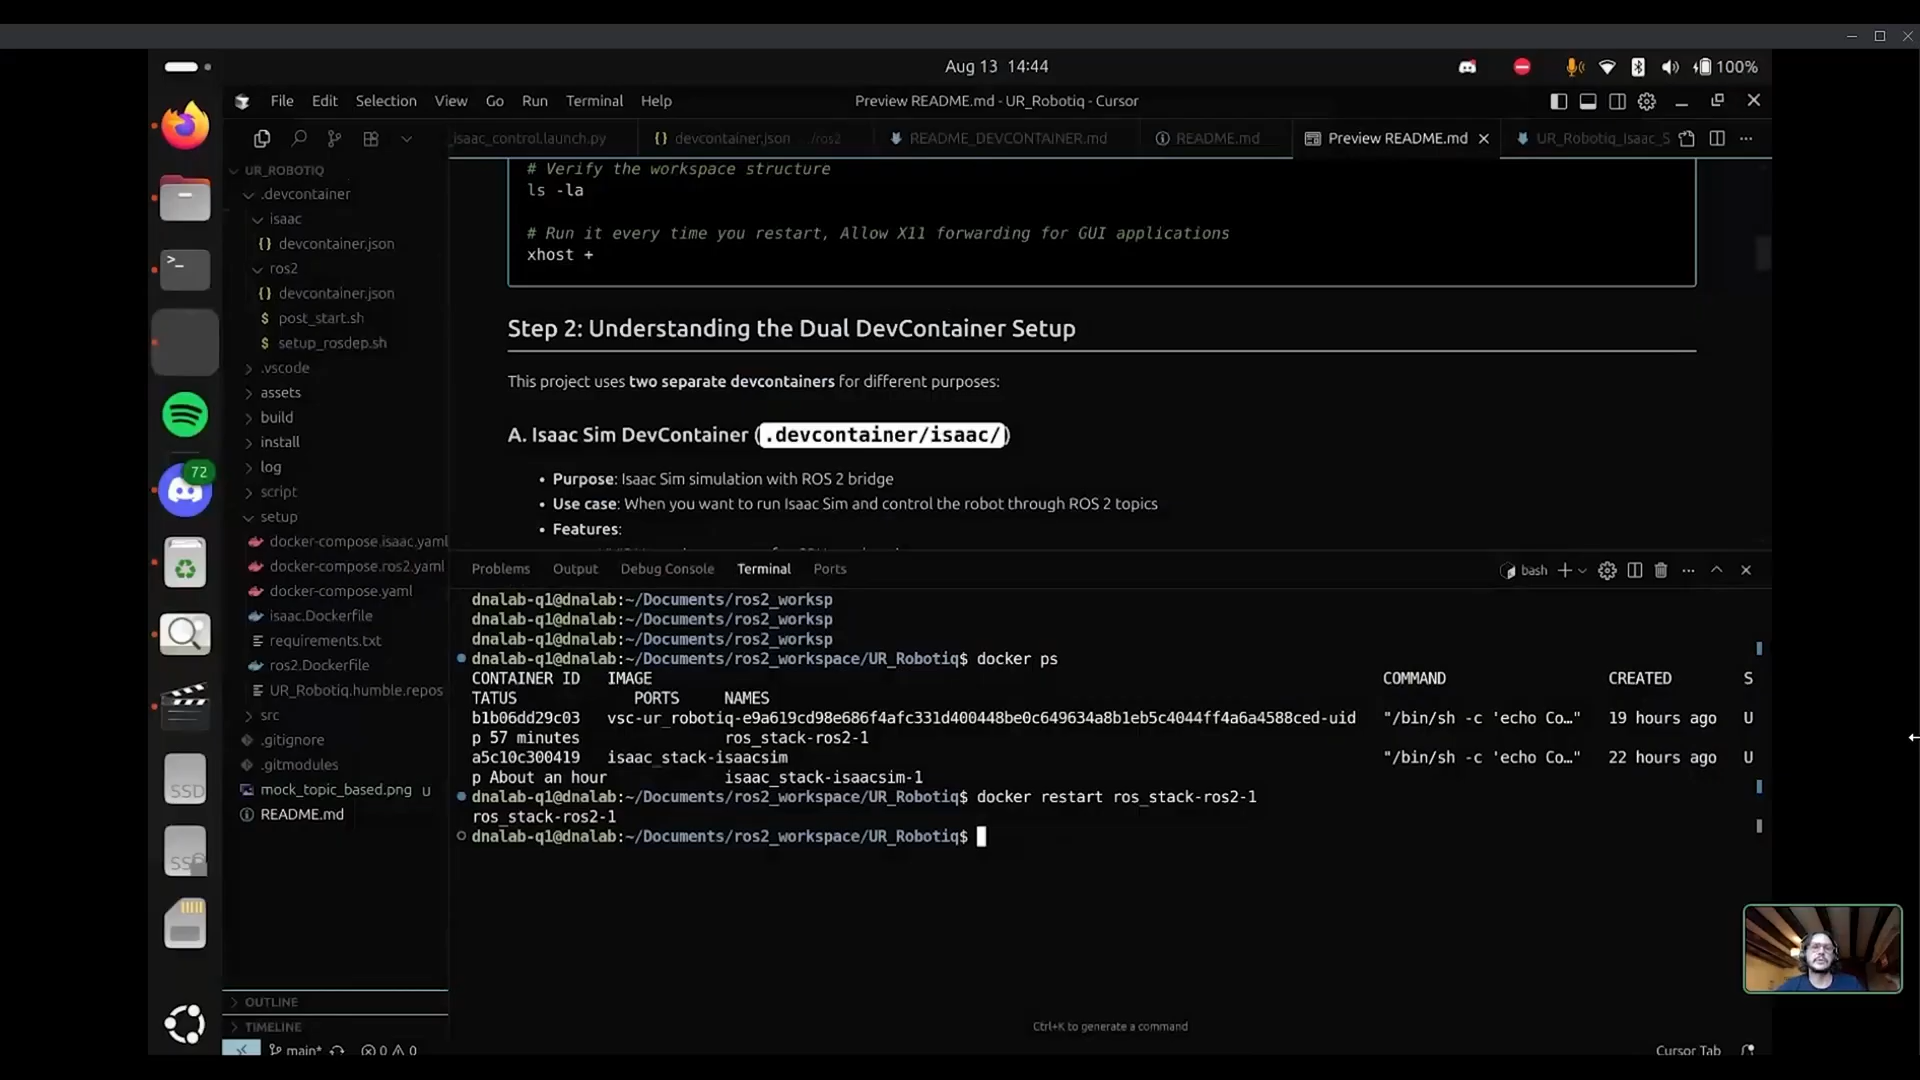 Aug 13 14:44
100%
File Edit Selection View Go Run Terminal Help
Preview README.md - UR_Robotiq - Cursor
_isaac_control.launch.py
devcontainer.json /ros2
README_DEVCONTAINER.md
README.md
Preview README.md
UR_Robotiq_Isaac_S
UR_ROBOTIQ
.devcontainer
isaac
devcontainer.json
ros2
devcontainer.json
post_start.sh
setup_rosdep.sh
.vscode
assets
build
install
log
script
setup
docker-compose.isaac.yaml
docker-compose.ros2.yaml
docker-compose.yaml
isaac.Dockerfile
requirements.txt
ros2.Dockerfile
UR_Robotiq.humble.repos
src
.gitignore
.gitmodules
mock_topic_based.png U
README.md
OUTLINE
TIMELINE
72
SSD
# Verify the workspace structure
ls -la
# Run it every time you restart, Allow X11 forwarding for GUI applications
xhost +
Step 2: Understanding the Dual DevContainer Setup
This project uses two separate devcontainers for different purposes:
A. Isaac Sim DevContainer (.devcontainer/isaac/)
• Purpose: Isaac Sim simulation with ROS 2 bridge
• Use case: When you want to run Isaac Sim and control the robot through ROS 2 topics
• Features:
Problems Output Debug Console Terminal Ports
bash
dnalab-q1@dnalab:~/Documents/ros2_worksp
dnalab-q1@dnalab:~/Documents/ros2_worksp
dnalab-q1@dnalab:~/Documents/ros2_worksp
dnalab-q1@dnalab:~/Documents/ros2_workspace/UR_Robotiq$ docker ps
CONTAINER ID IMAGE COMMAND CREATED S
TATUS PORTS NAMES
b1b06dd29c03 vsc-ur_robotiq-e9a619cd98e686f4afc331d400448be0c649634a8b1eb5c4044ff4a6a4588ced-uid "/bin/sh -c 'echo Co…" 19 hours ago U
p 57 minutes ros_stack-ros2-1
a5c10c300419 isaac_stack-isaacsim "/bin/sh -c 'echo Co…" 22 hours ago U
p About an hour isaac_stack-isaacsim-1
dnalab-q1@dnalab:~/Documents/ros2_workspace/UR_Robotiq$ docker restart ros_stack-ros2-1
ros_stack-ros2-1
dnalab-q1@dnalab:~/Documents/ros2_workspace/UR_Robotiq$
Ctrl+K to generate a command
main* 0 0
Cursor Tab